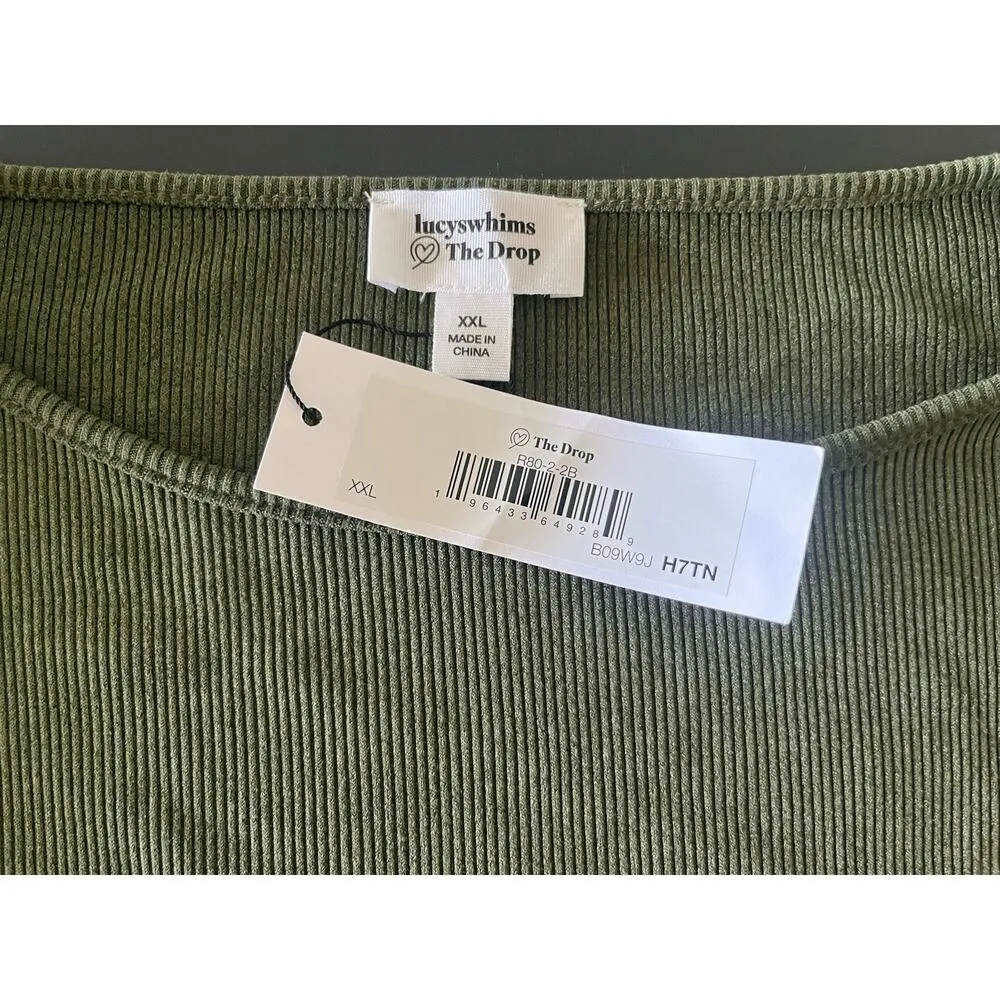 lucyswhims
The Drop
XXL
MADE IN
CHINA
The Drop
R80-2-2B
XXL
1 96433 64928 9
B09W9J H7TN